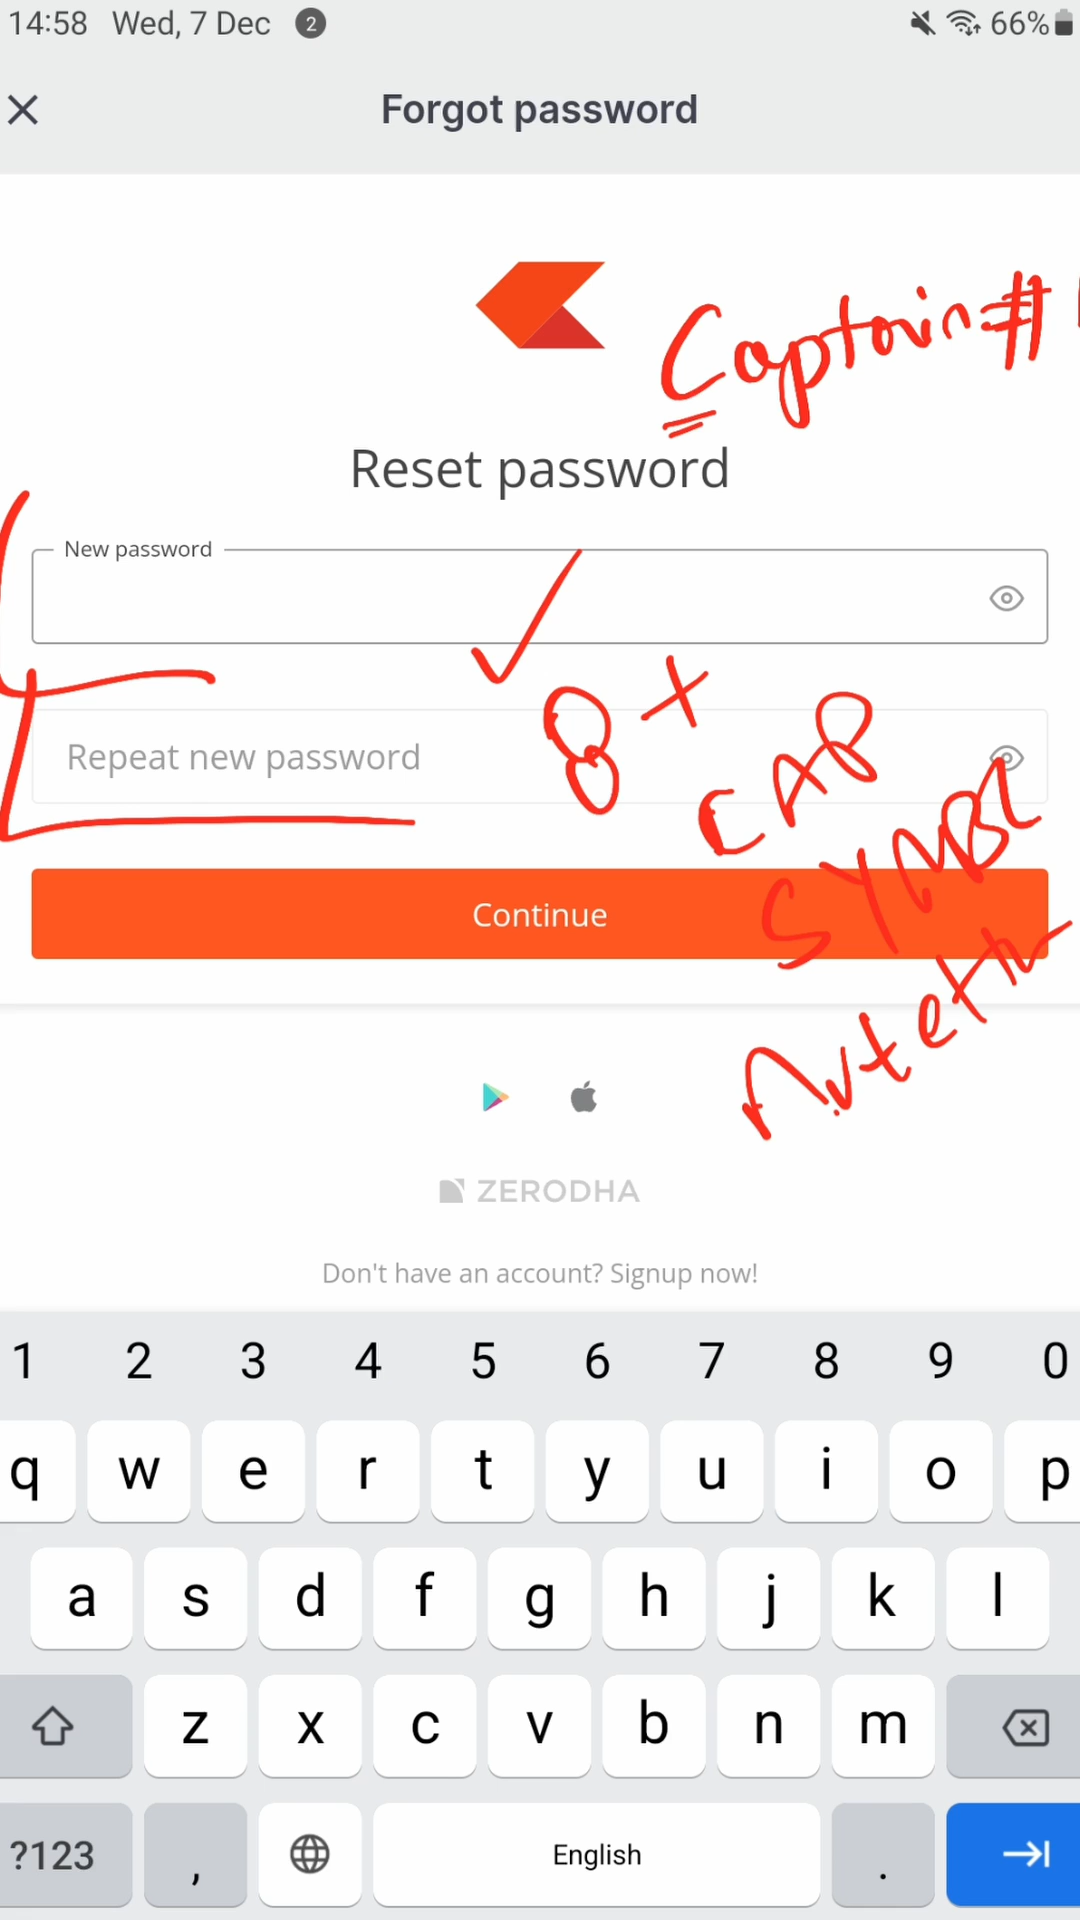 14:58 Wed, 7 Dec 2 66%
Forgot password
Captain#
Reset password
New password
8+
Repeat new password
CAP
SYMBL
Continue
ZERODHA
Don't have an account? Signup now!
1 2 3 4 5 6 7 8 9 0
q w e r t y u i o p
a s d f g h j k l
z x c v b n m
?123 , English .